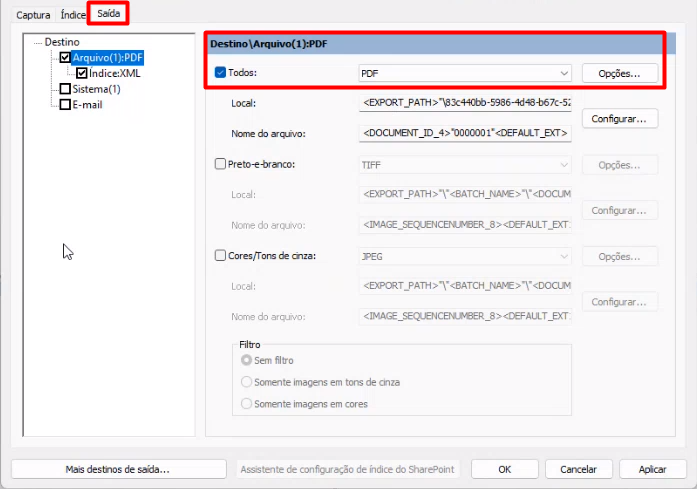 Captura Índice Saída
Destino
Arquivo(1):PDF
Índice:XML
Sistema(1)
E-mail
Destino\Arquivo(1):PDF
Todos: PDF Opções...
Local: <EXPORT_PATH>"\83c440bb-5986-4d48-b67c-52
Configurar...
Nome do arquivo: <DOCUMENT_ID_4>"0000001"<DEFAULT_EXT>
Preto-e-branco: TIFF Opções...
Local: <EXPORT_PATH>"\"<BATCH_NAME>"\"<DOCUM
Configurar...
Nome do arquivo: <IMAGE_SEQUENCENUMBER_8><DEFAULT_EXT>
Cores/Tons de cinza: JPEG Opções...
Local: <EXPORT_PATH>"\"<BATCH_NAME>"\"<DOCUM
Configurar...
Nome do arquivo: <IMAGE_SEQUENCENUMBER_8><DEFAULT_EXT>
Filtro
Sem filtro
Somente imagens em tons de cinza
Somente imagens em cores
Mais destinos de saída... Assistente de configuração de índice do SharePoint OK Cancelar Aplicar